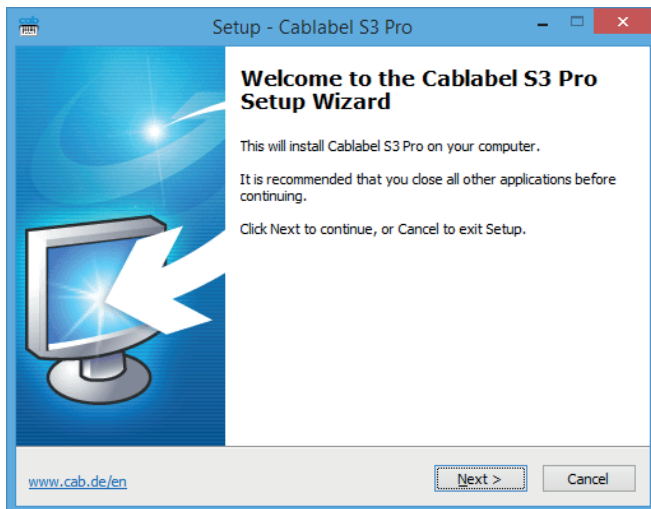 cab
Setup - Cablabel S3 Pro
Welcome to the Cablabel S3 Pro
Setup Wizard
This will install Cablabel S3 Pro on your computer.
It is recommended that you close all other applications before
continuing.
Click Next to continue, or Cancel to exit Setup.
www.cab.de/en
Next >
Cancel